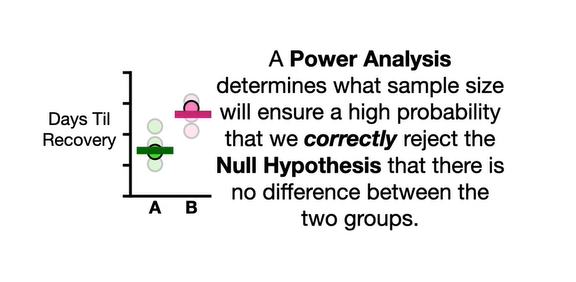 A Power Analysis
determines what sample size
will ensure a high probability
that we correctly reject the
Null Hypothesis that there is
no difference between the
two groups.
Days Til
Recovery
A B